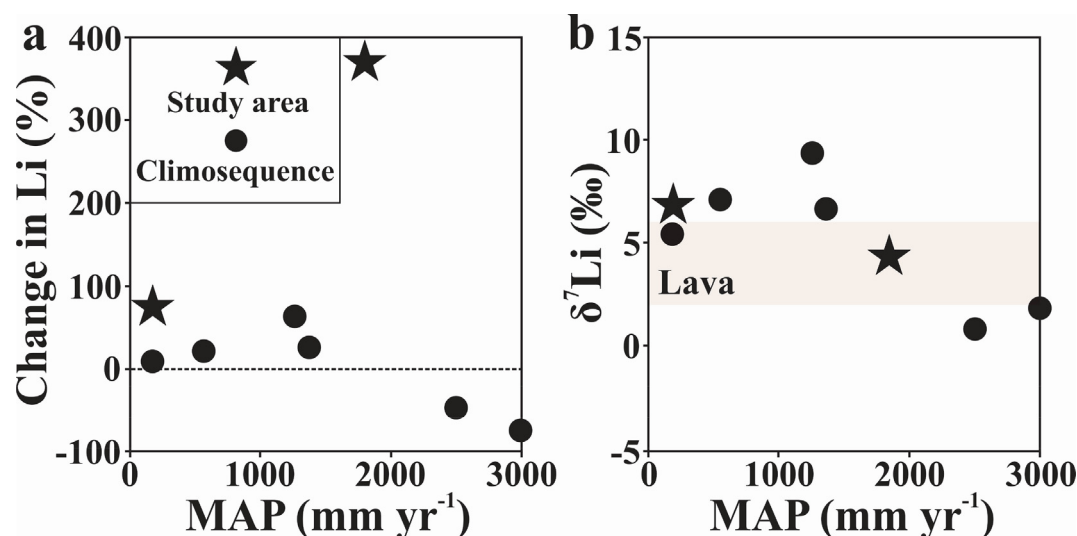 a
400
300
200
100
0
-100
Change in Li (%)
Study area
Climosequence
0
1000
2000
3000
MAP (mm yr⁻¹)
b
15
10
5
0
-5
δ⁷Li (‰)
Lava
0
1000
2000
3000
MAP (mm yr⁻¹)